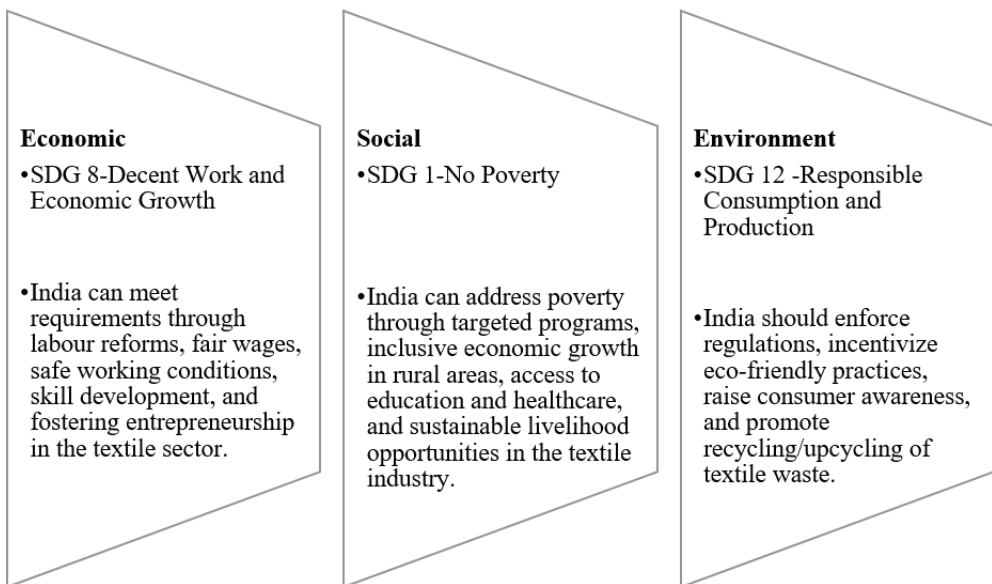 Economic
•SDG 8-Decent Work and
Economic Growth
•India can meet
requirements through
labour reforms, fair wages,
safe working conditions,
skill development, and
fostering entrepreneurship
in the textile sector.
Social
•SDG 1-No Poverty
•India can address poverty
through targeted programs,
inclusive economic growth
in rural areas, access to
education and healthcare,
and sustainable livelihood
opportunities in the textile
industry.
Environment
•SDG 12 -Responsible
Consumption and
Production
•India should enforce
regulations, incentivize
eco-friendly practices,
raise consumer awareness,
and promote
recycling/upcycling of
textile waste.